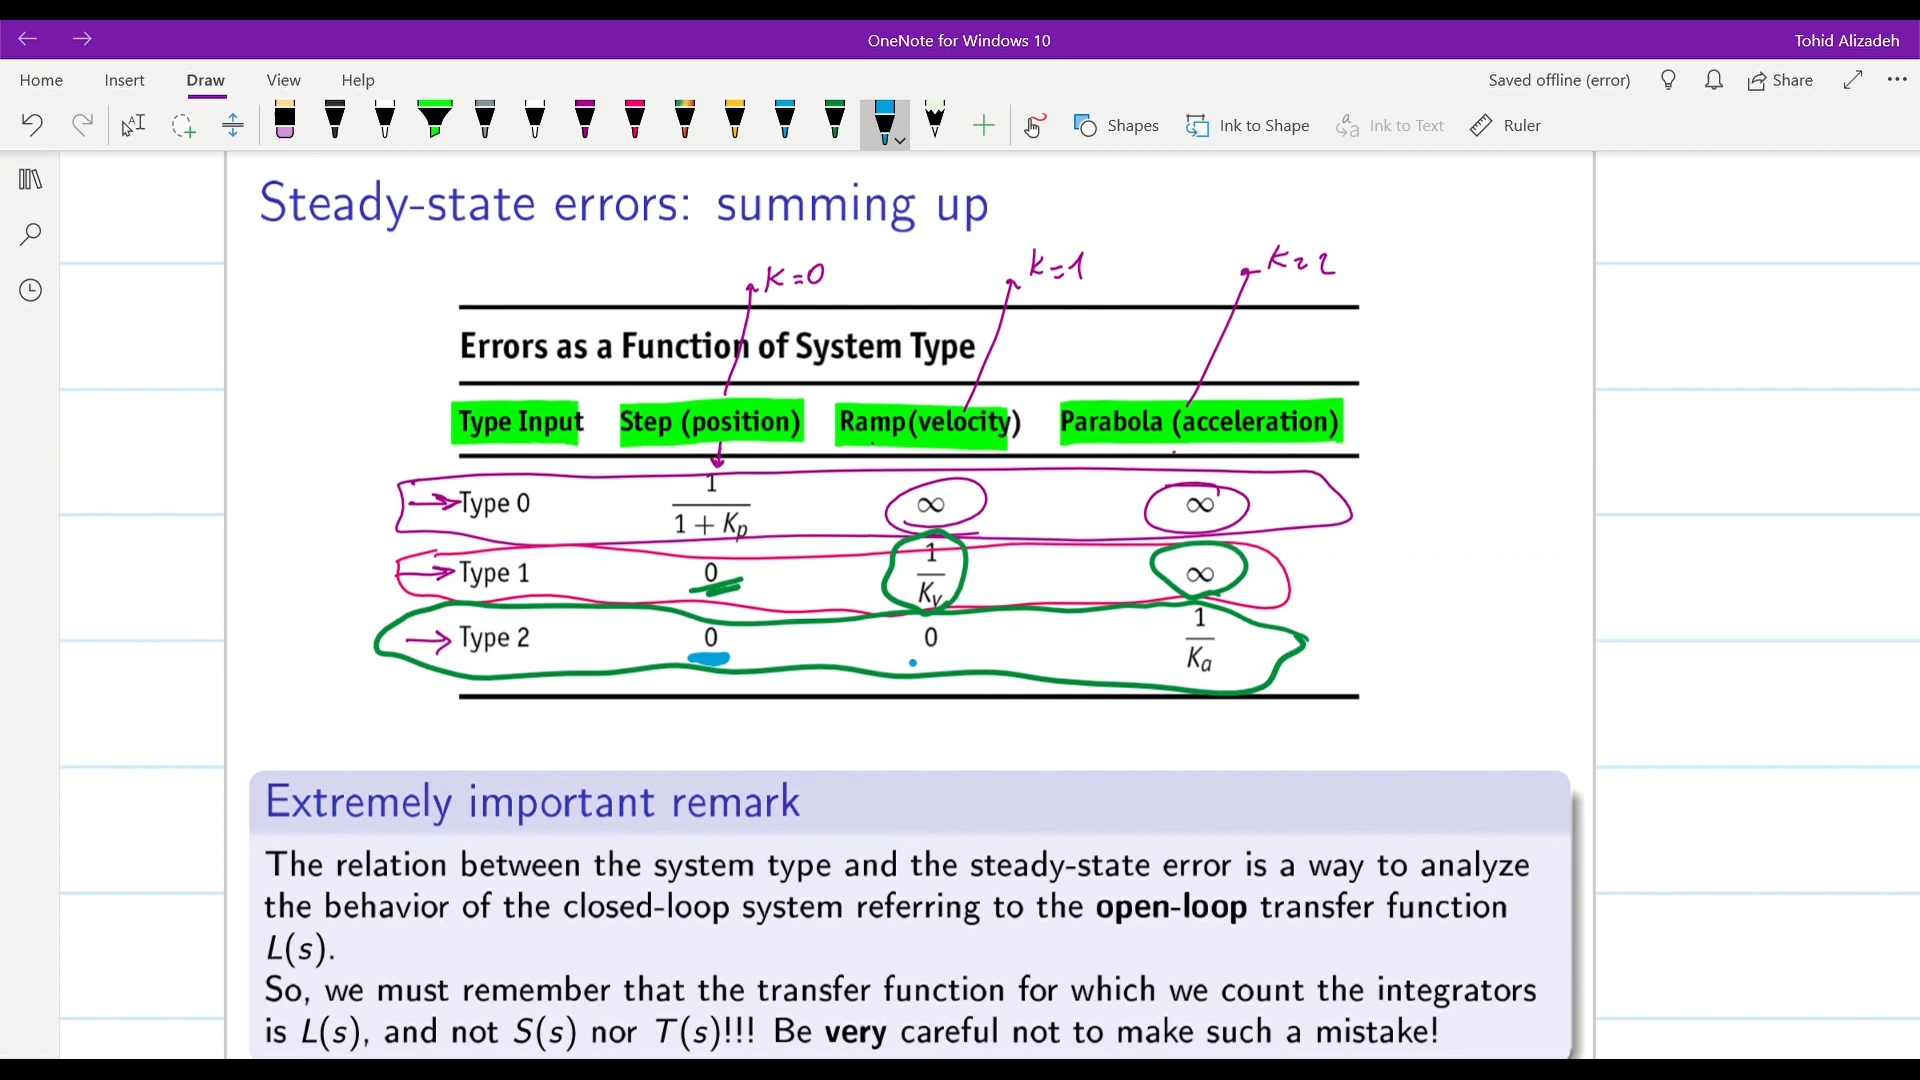 OneNote for Windows 10
Tohid Alizadeh
Home Insert Draw View Help
Saved offline (error) Share
Shapes Ink to Shape Ink to Text Ruler
Steady-state errors: summing up
K=0 K=1 K=2
Errors as a Function of System Type
Type Input Step (position) Ramp(velocity) Parabola (acceleration)
Type 0 1/(1 + Kp) ∞ ∞
Type 1 0 1/Kv ∞
Type 2 0 0 1/Ka
Extremely important remark
The relation between the system type and the steady-state error is a way to analyze
the behavior of the closed-loop system referring to the open-loop transfer function
L(s).
So, we must remember that the transfer function for which we count the integrators
is L(s), and not S(s) nor T(s)!!! Be very careful not to make such a mistake!